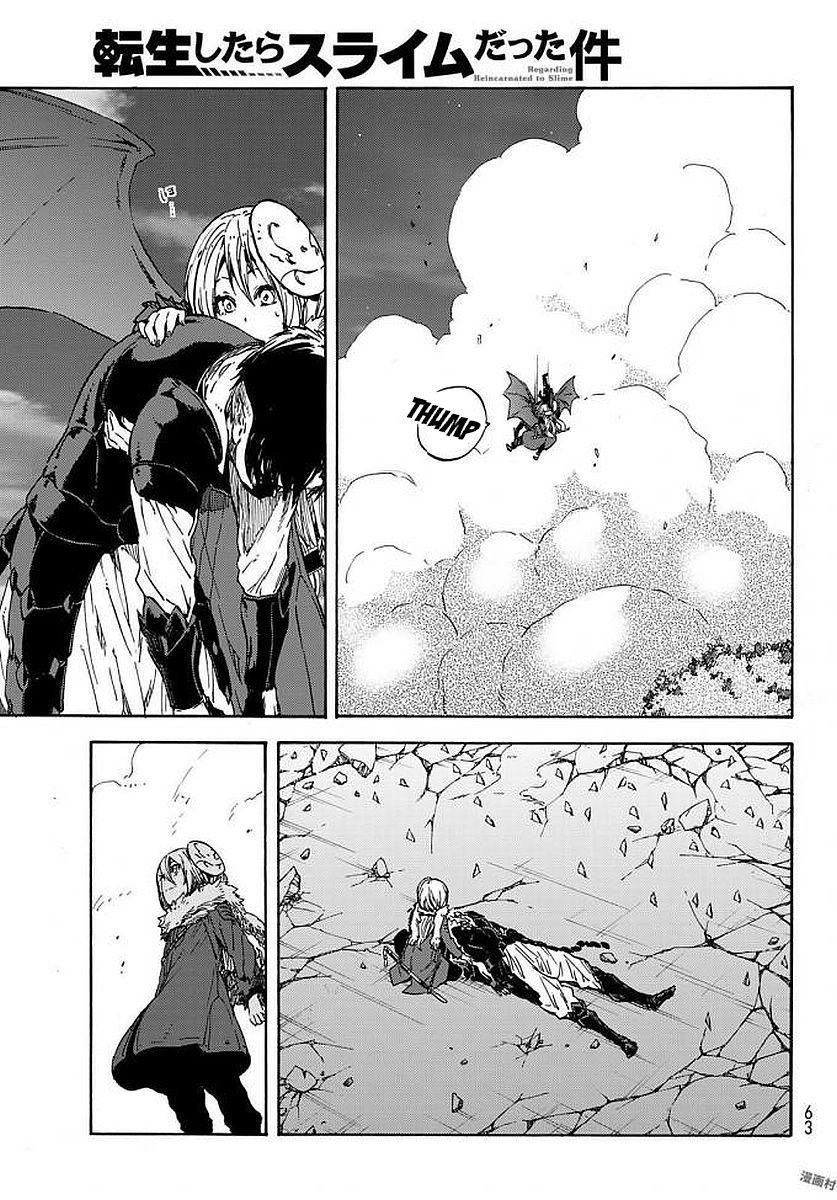 転生したらスライムだった件
Regarding
Reincarnated to Slime
THUMP
ほ…
63
漫画村